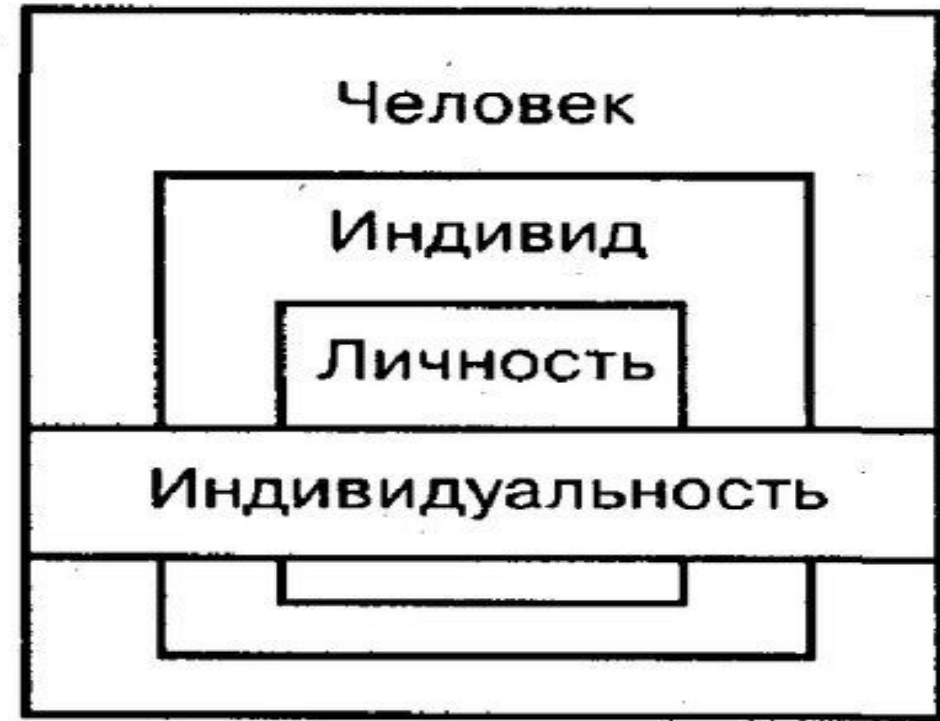 Человек
Индивид
Личность
Индивидуальность